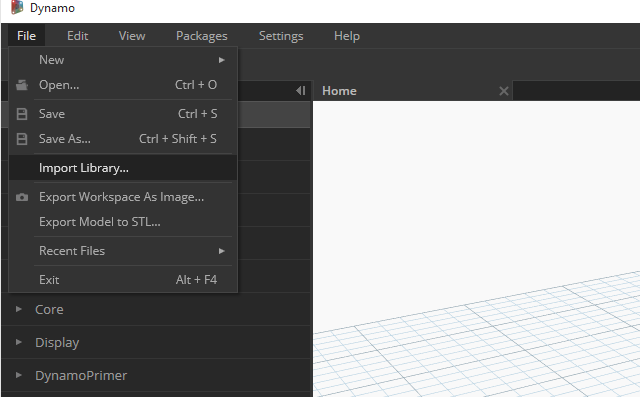 Dynamo
File Edit View Packages Settings Help
New
Open... Ctrl + O
Home
Save Ctrl + S
Save As... Ctrl + Shift + S
Import Library...
Export Workspace As Image...
Export Model to STL...
Recent Files
Exit Alt + F4
Core
Display
DynamoPrimer